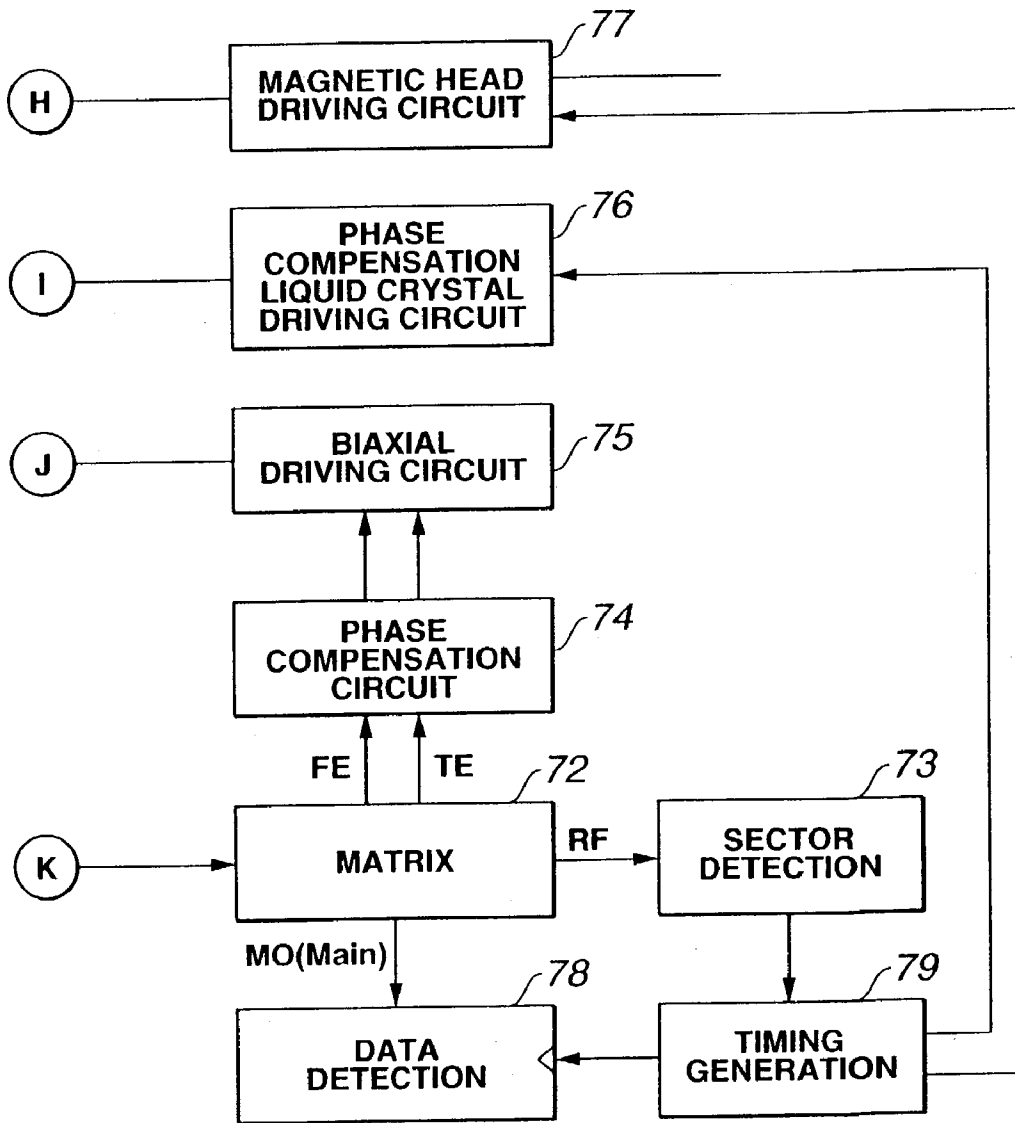 77
H
MAGNETIC HEAD
DRIVING CIRCUIT
76
I
PHASE
COMPENSATION
LIQUID CRYSTAL
DRIVING CIRCUIT
75
J
BIAXIAL
DRIVING CIRCUIT
74
PHASE
COMPENSATION
CIRCUIT
FE
TE
72
73
K
MATRIX
RF
SECTOR
DETECTION
MO(Main)
78
79
DATA
DETECTION
TIMING
GENERATION